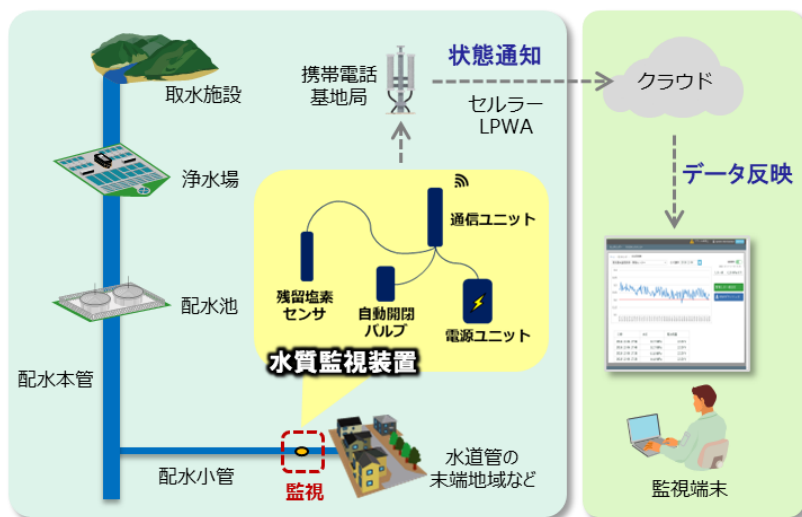 取水施設
浄水場
配水池
配水本管
配水小管
監視
水道管の
末端地域など
携帯電話
基地局
状態通知
セルラー
LPWA
通信ユニット
残留塩素
センサ
自動開閉
バルブ
電源ユニット
水質監視装置
クラウド
データ反映
監視端末